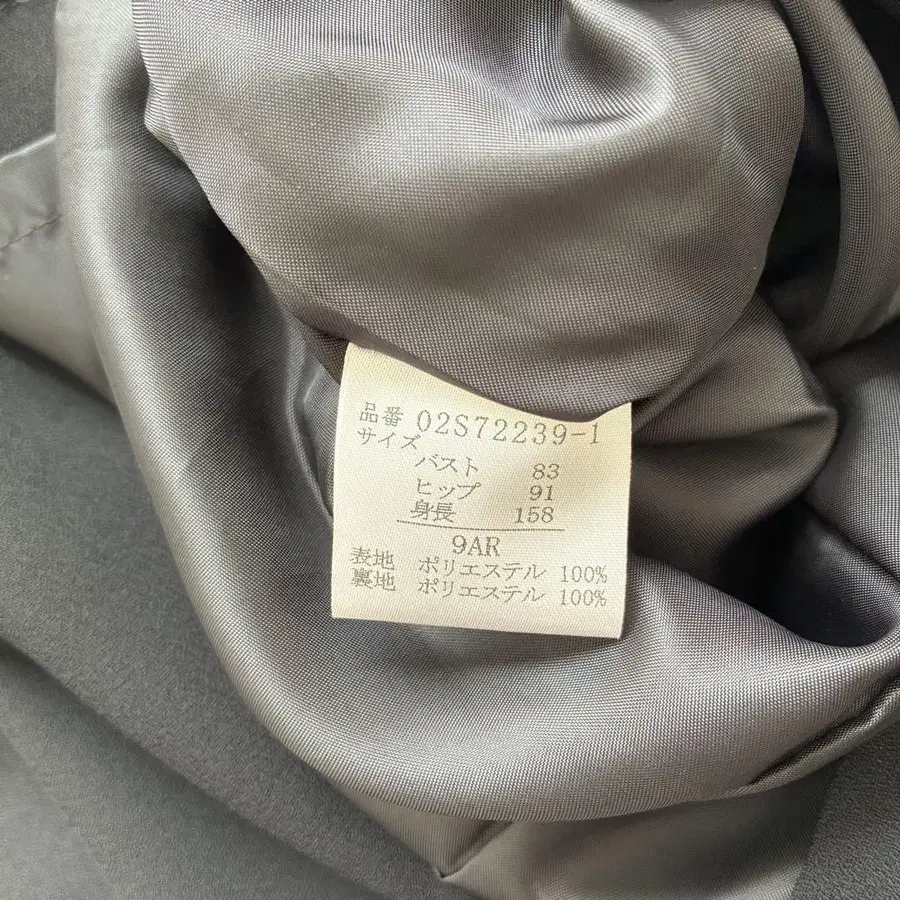 品番 02S72239-1
サイズ
バスト 83
ヒップ 91
身長 158
9AR
表地 ポリエステル 100%
裏地 ポリエステル 100%